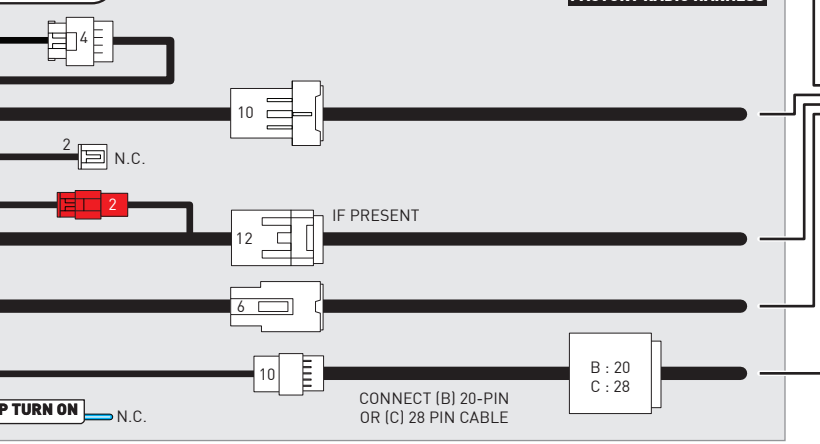 FACTORY RADIO HARNESS
4
10
2
N.C.
2
IF PRESENT
12
6
10
B : 20
C : 28
CONNECT (B) 20-PIN
OR (C) 28 PIN CABLE
P TURN ON
N.C.